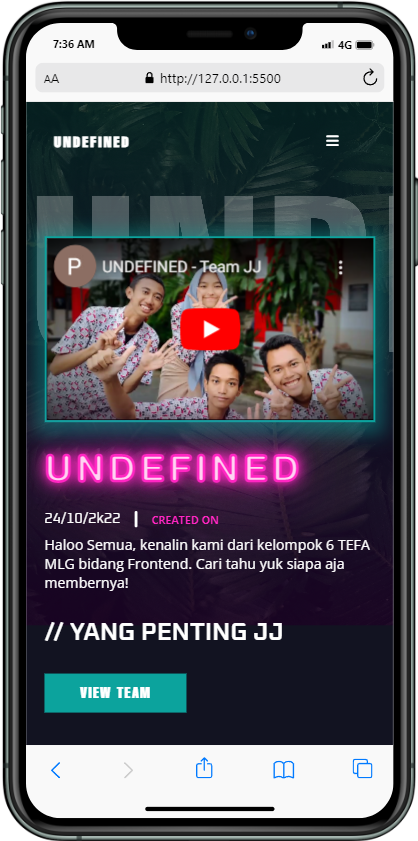 7:36 AM
4G
AA
http://127.0.0.1:5500
UNDEFINED
UND
P
UNDEFINED - Team JJ
UNDEFINED
24/10/2k22 | CREATED ON
Haloo Semua, kenalin kami dari kelompok 6 TEFA
MLG bidang Frontend. Cari tahu yuk siapa aja
membernya!
// YANG PENTING JJ
VIEW TEAM